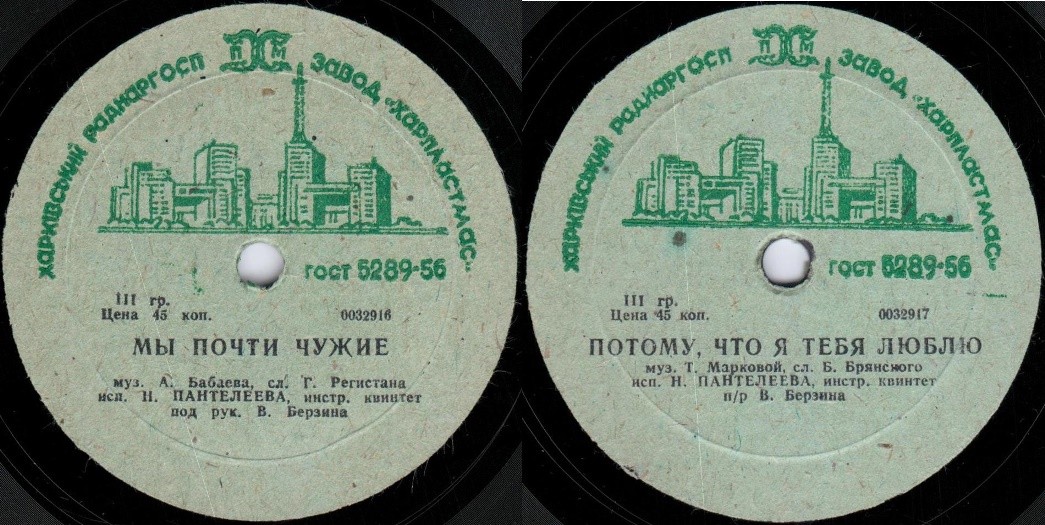 ХАРКІВСЬКИЙ РАДНАРГОСП ЗАВОД „ХАРПЛАСТМАС"
ПМ
ГОСТ 5289-56
III гр.
Цена 45 коп. 0032916
МЫ ПОЧТИ ЧУЖИЕ
муз. А. Бабаева, сл. Г. Регистана
исп. Н. ПАНТЕЛЕЕВА, инстр. квинтет
под рук. В. Берзина
ХАРКІВСЬКИЙ РАДНАРГОСП ЗАВОД „ХАРПЛАСТМАС"
ПМ
ГОСТ 5289-56
III гр.
Цена 45 коп. 0032917
ПОТОМУ, ЧТО Я ТЕБЯ ЛЮБЛЮ
муз. Т. Марковой, сл. Б. Брянского
исп. Н. ПАНТЕЛЕЕВА, инстр. квинтет
п/р В. Берзина